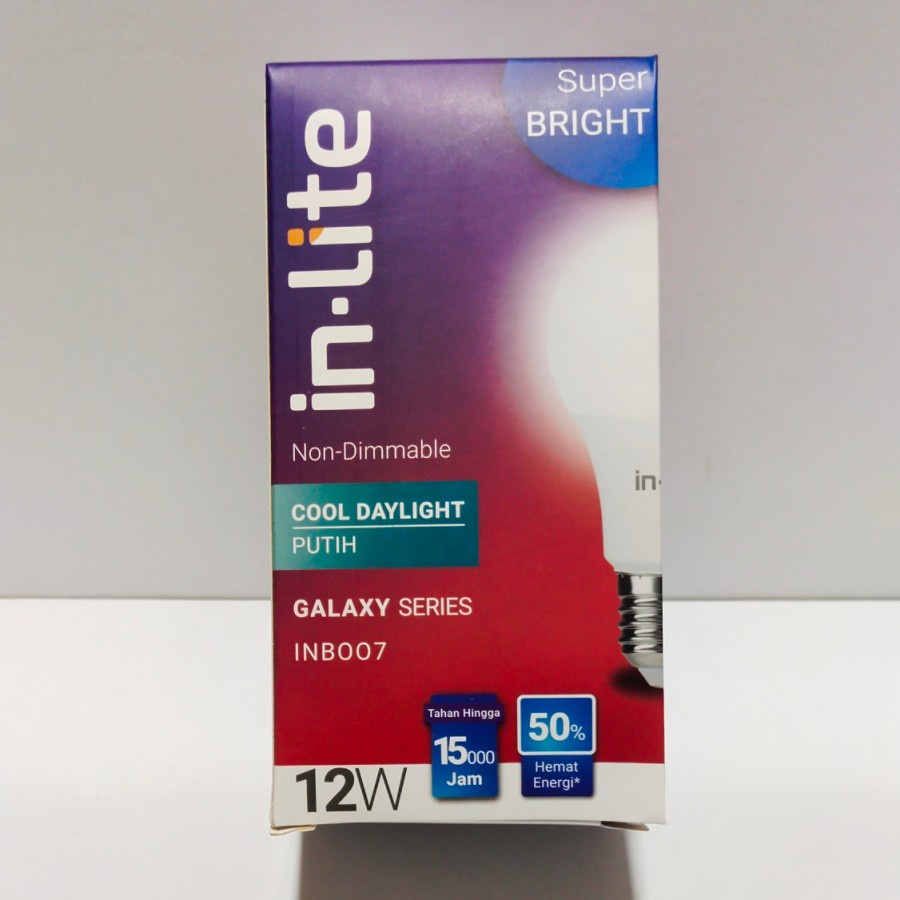 Super
BRIGHT
in·lite
in-
Non-Dimmable
COOL DAYLIGHT
PUTIH
GALAXY SERIES
INB007
Tahan Hingga
15000
Jam
50%
Hemat
Energi*
12W